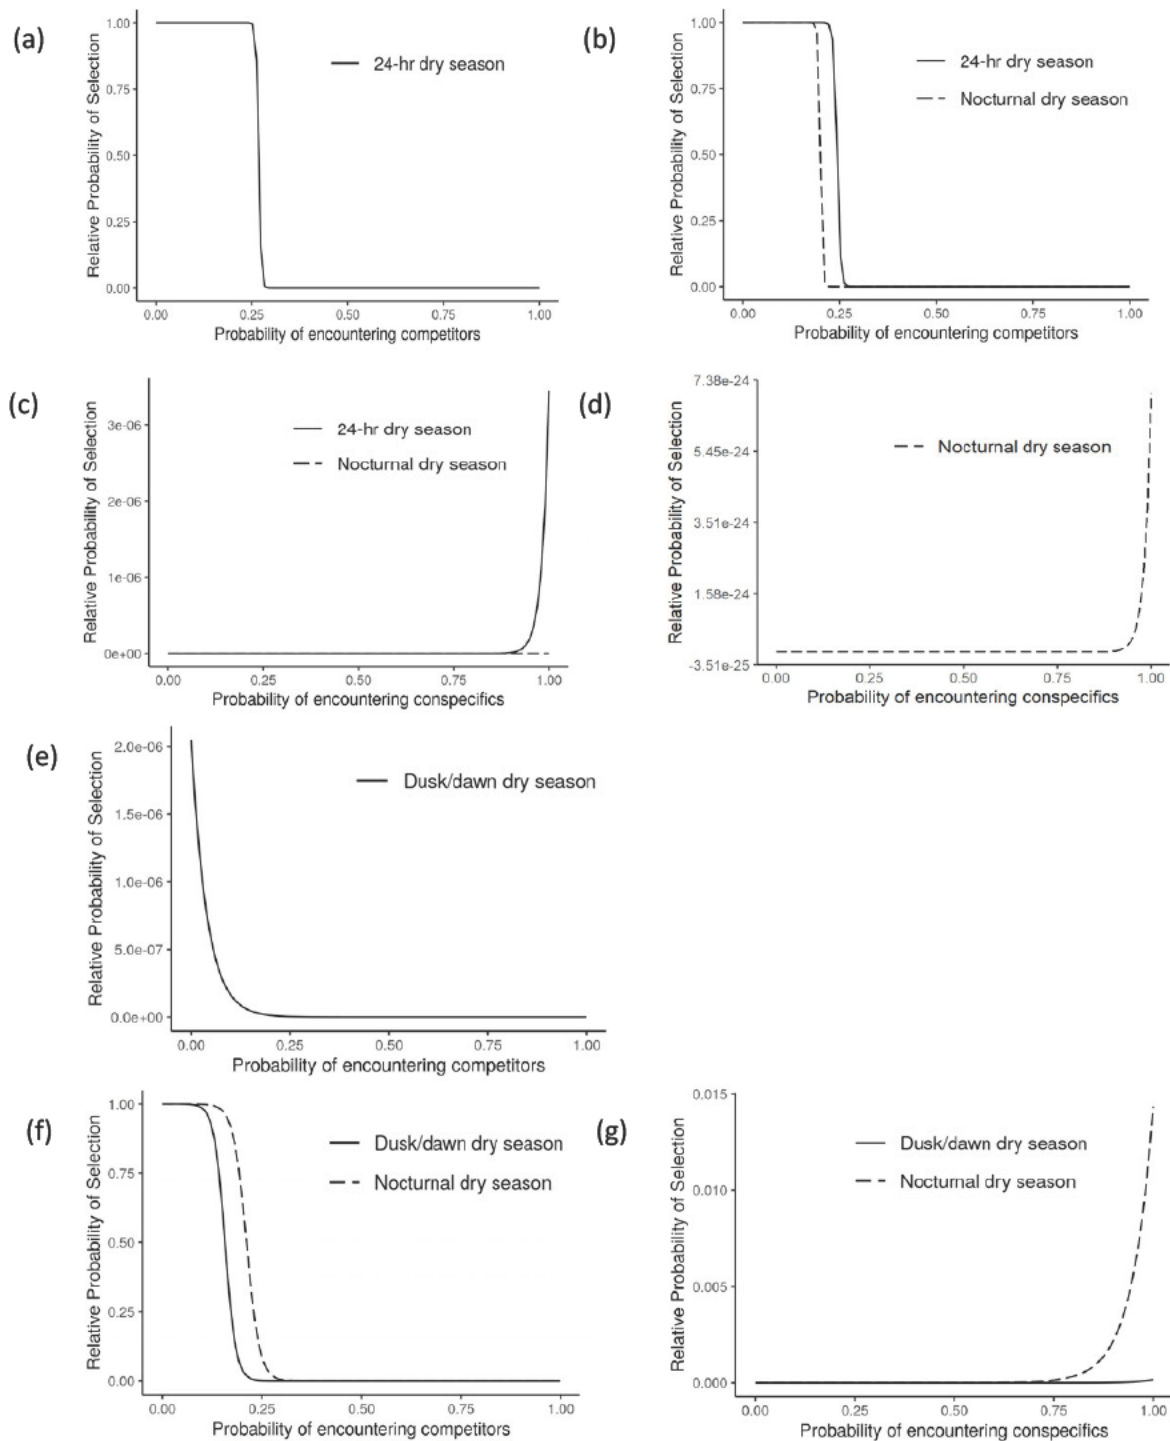 (a)
Relative Probability of Selection
1.00
0.75
0.50
0.25
0.00
24-hr dry season
0.00 0.25 0.50 0.75 1.00
Probability of encountering competitors
(b)
Relative Probability of Selection
1.00
0.75
0.50
0.25
0.00
24-hr dry season
Nocturnal dry season
0.00 0.25 0.50 0.75 1.00
Probability of encountering competitors
(c)
Relative Probability of Selection
3e-06
2e-06
1e-06
0e+00
24-hr dry season
Nocturnal dry season
0.00 0.25 0.50 0.75 1.00
Probability of encountering conspecifics
(d)
Relative Probability of Selection
7.38e-24
5.45e-24
3.51e-24
1.58e-24
-3.51e-25
Nocturnal dry season
0.00 0.25 0.50 0.75 1.00
Probability of encountering conspecifics
(e)
Relative Probability of Selection
2.0e-06
1.5e-06
1.0e-06
5.0e-07
0.0e+00
Dusk/dawn dry season
0.00 0.25 0.50 0.75 1.00
Probability of encountering competitors
(f)
Relative Probability of Selection
1.00
0.75
0.50
0.25
0.00
Dusk/dawn dry season
Nocturnal dry season
0.00 0.25 0.50 0.75 1.00
Probability of encountering competitors
(g)
Relative Probability of Selection
0.015
0.010
0.005
0.000
Dusk/dawn dry season
Nocturnal dry season
0.00 0.25 0.50 0.75 1.00
Probability of encountering conspecifics